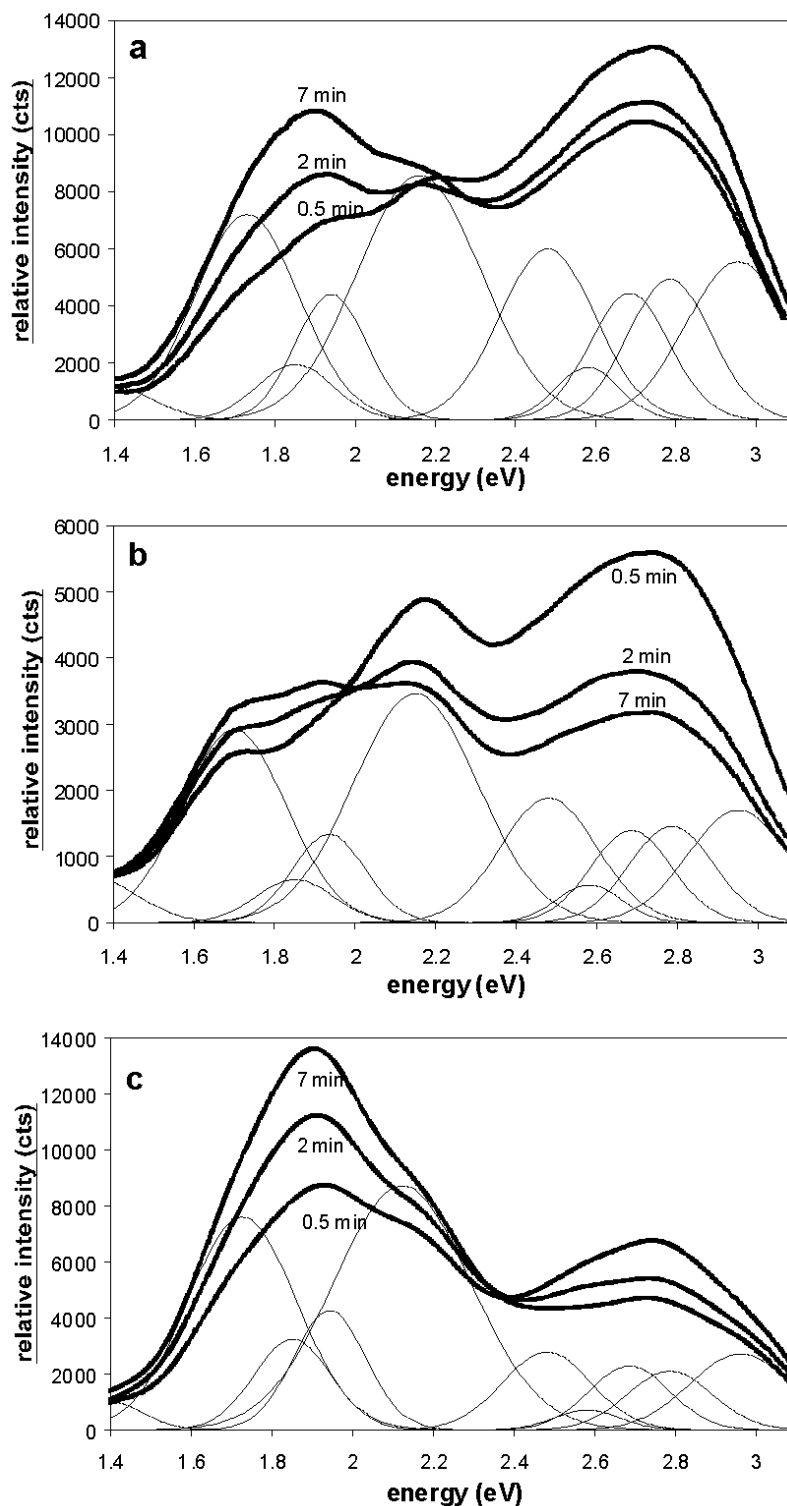 a
relative intensity (cts)
14000
12000
10000
8000
6000
4000
2000
0
7 min
2 min
0.5 min
1.4 1.6 1.8 2 2.2 2.4 2.6 2.8 3
energy (eV)
b
relative intensity (cts)
6000
5000
4000
3000
2000
1000
0
0.5 min
2 min
7 min
1.4 1.6 1.8 2 2.2 2.4 2.6 2.8 3
energy (eV)
c
relative intensity (cts)
14000
12000
10000
8000
6000
4000
2000
0
7 min
2 min
0.5 min
1.4 1.6 1.8 2 2.2 2.4 2.6 2.8 3
energy (eV)